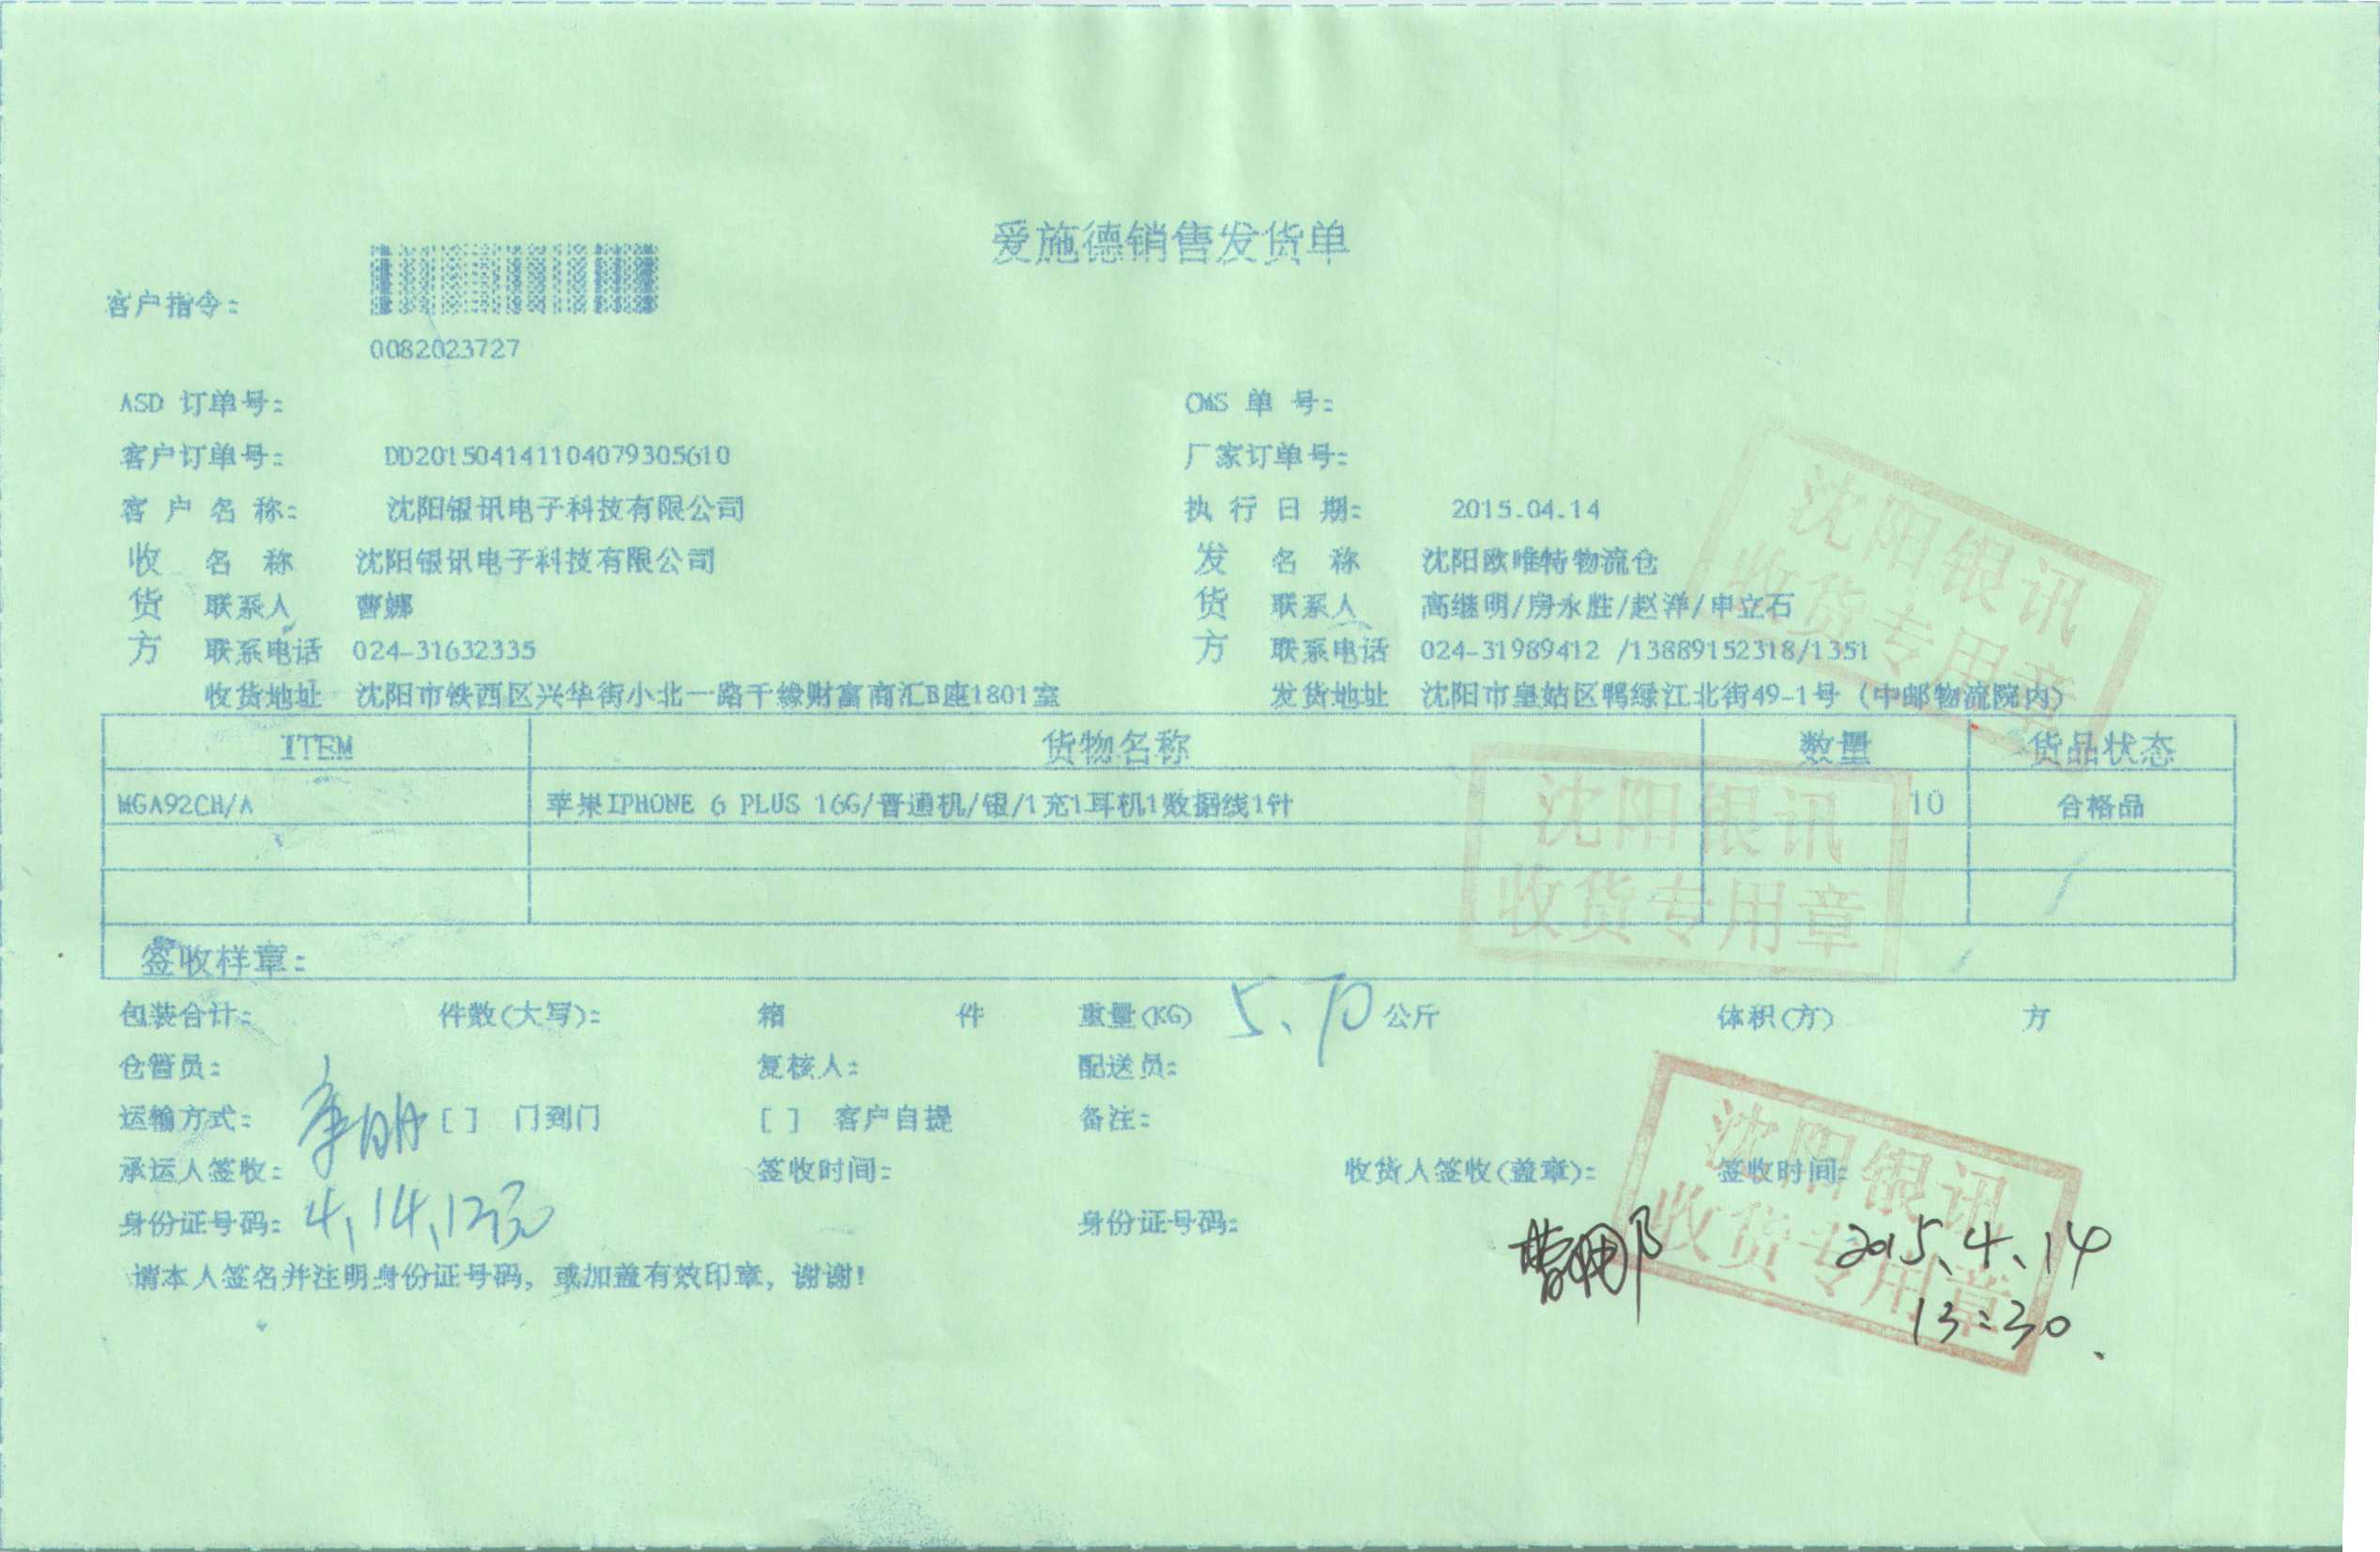 爱施德销售发货单
客户指令:
0082023727
ASD 订单号: OMS 单 号:
客户订单号: DD201504141104079305610 厂家订单号:
客 户 名 称: 沈阳银讯电子科技有限公司 执 行 日 期: 2015.04.14
收 名 称 沈阳银讯电子科技有限公司 发 名 称 沈阳欧唯特物流仓
货 联系人 曹娜 货 联系人 高继明/房永胜/赵洋/申立石
方 联系电话 024-31632335 方 联系电话 024-31989412 /13889152318/1351
收货地址 沈阳市铁西区兴华街小北一路千缘财富商汇B座1801室 发货地址 沈阳市皇姑区鸭绿江北街49-1号 (中邮物流院内)
沈阳银讯
收货专用章
ITEM 货物名称 数量 货品状态
MGA92CH/A 苹果IPHONE 6 PLUS 16G/普通机/银/1充1耳机1数据线1针 10 合格品
沈阳银讯
收货专用章
签收样章:
包装合计: 件数(大写): 箱 件 重量(KG) 5.70 公斤 体积(方) 方
仓管员: 复核人: 配送员:
运输方式: [ ] 门到门 [ ] 客户自提 备注:
承运人签收: 签收时间: 收货人签收(盖章): 签收时间:
沈阳银讯
收货专用章
身份证号码: 4.14.12 身份证号码:
曹娜 2015.4.14
13:30
请本人签名并注明身份证号码，或加盖有效印章，谢谢!